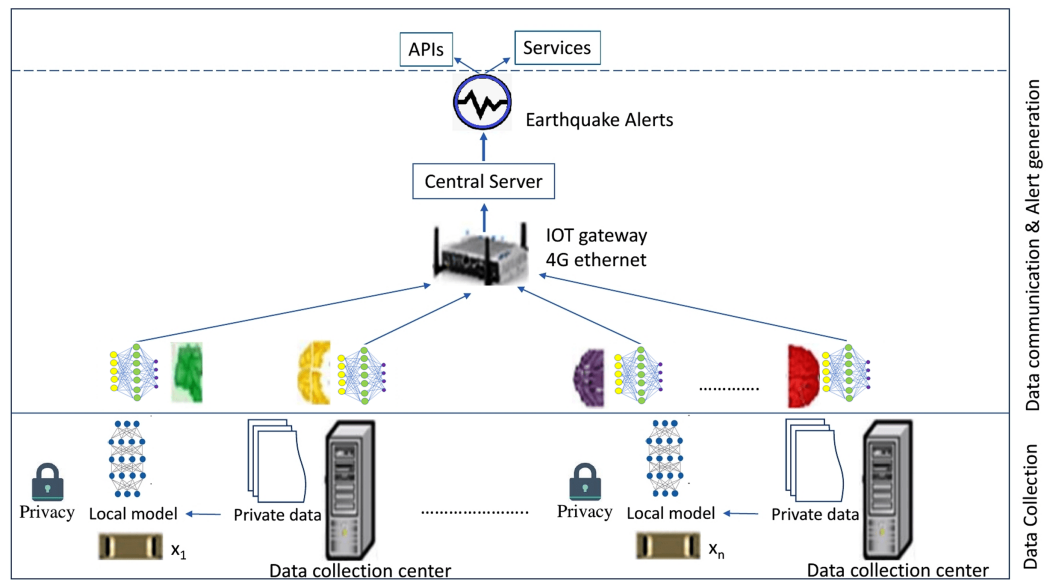 APIs
Services
Earthquake Alerts
Central Server
IOT gateway
4G ethernet
Data communication & Alert generation
Privacy
Local model
Private data
x1
Data collection center
Privacy
Local model
Private data
xn
Data collection center
Data Collection